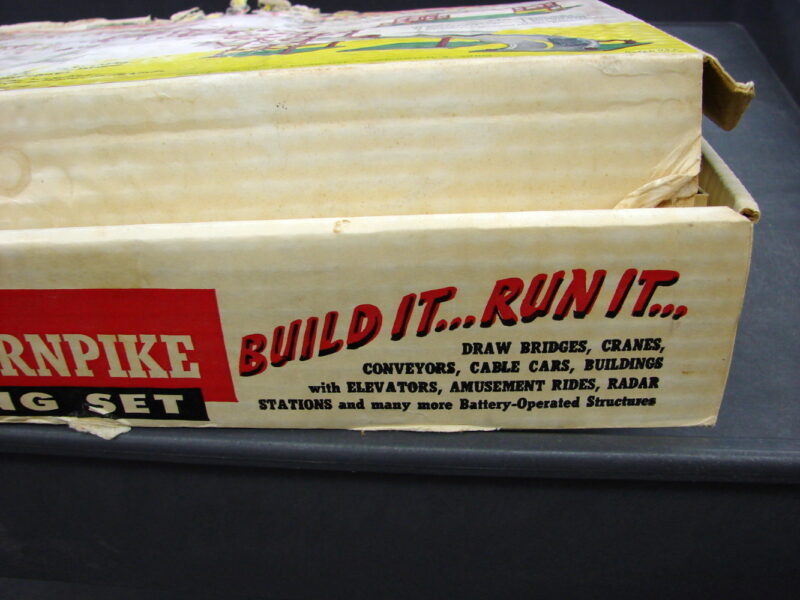 RNPIKE
NG SET
BUILD IT...RUN IT...
DRAW BRIDGES, CRANES,
CONVEYORS, CABLE CARS, BUILDINGS
with ELEVATORS, AMUSEMENT RIDES, RADAR
STATIONS and many more Battery-Operated Structures